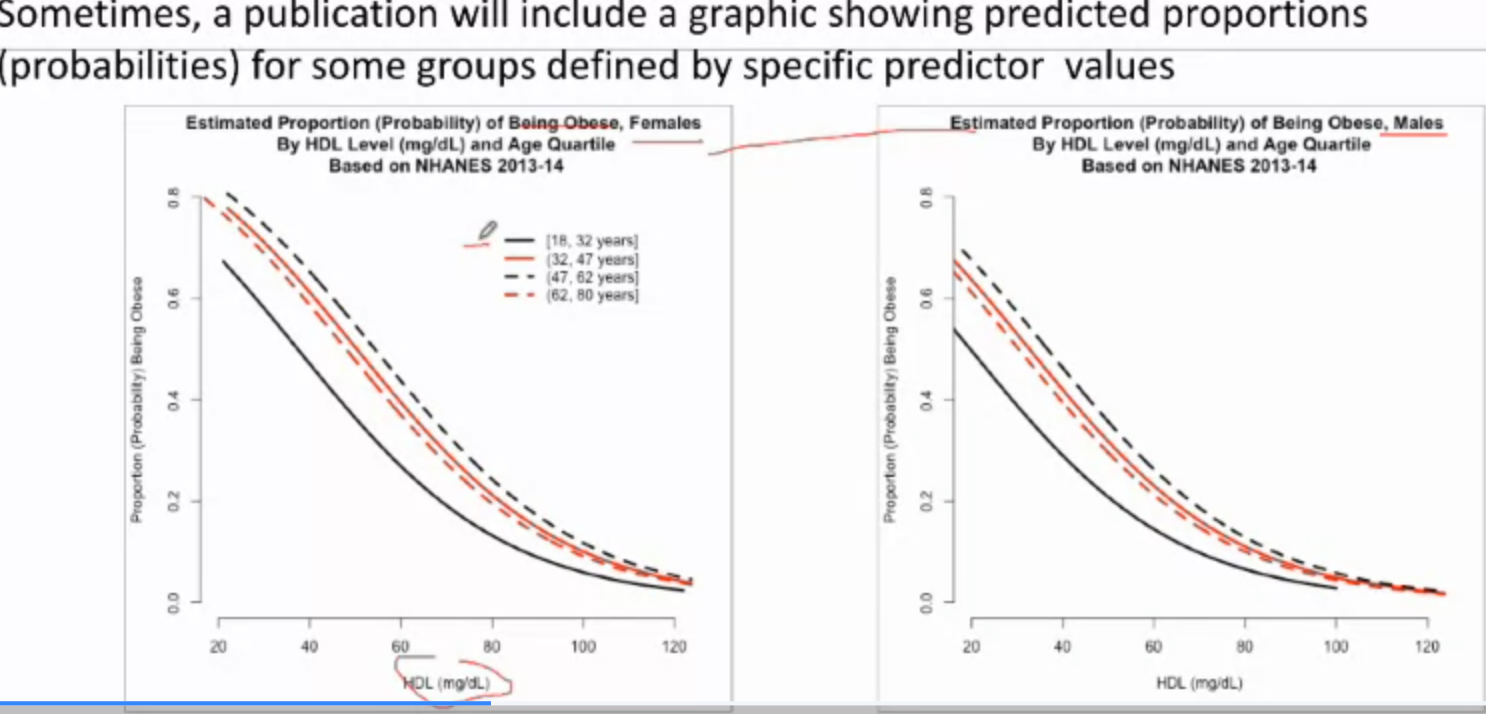 Sometimes, a publication will include a graphic showing predicted proportions
(probabilities) for some groups defined by specific predictor values
Estimated Proportion (Probability) of Being Obese, Females
By HDL Level (mg/dL) and Age Quartile
Based on NHANES 2013-14
Proportion (Probability) Being Obese
0.8
0.6
0.4
0.2
0.0
[18, 32 years]
(32, 47 years]
(47, 62 years]
(62, 80 years]
20 40 60 80 100 120
HDL (mg/dL)
Estimated Proportion (Probability) of Being Obese, Males
By HDL Level (mg/dL) and Age Quartile
Based on NHANES 2013-14
Proportion (Probability) Being Obese
0.8
0.6
0.4
0.2
0.0
20 40 60 80 100 120
HDL (mg/dL)